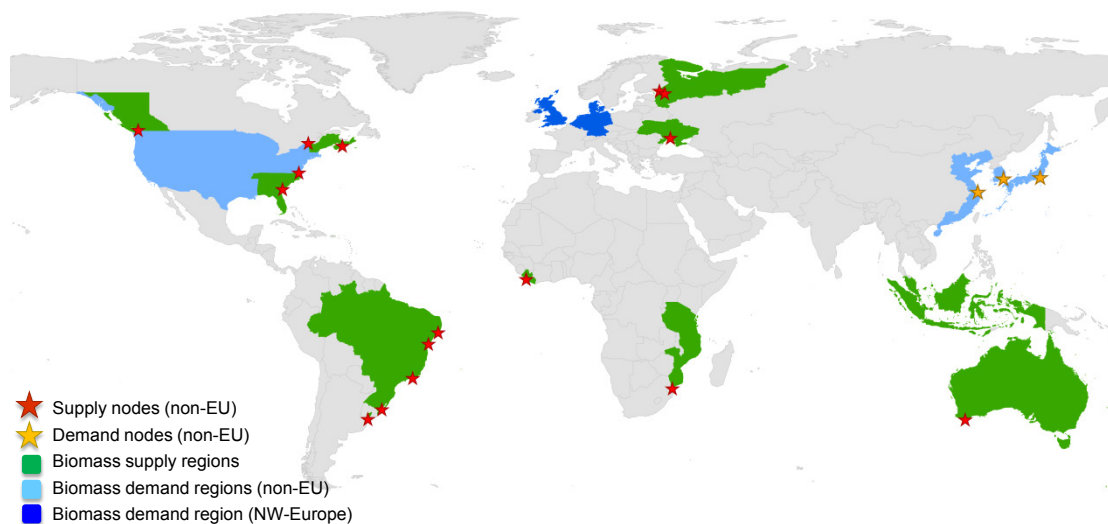 Supply nodes (non-EU)
Demand nodes (non-EU)
Biomass supply regions
Biomass demand regions (non-EU)
Biomass demand region (NW-Europe)